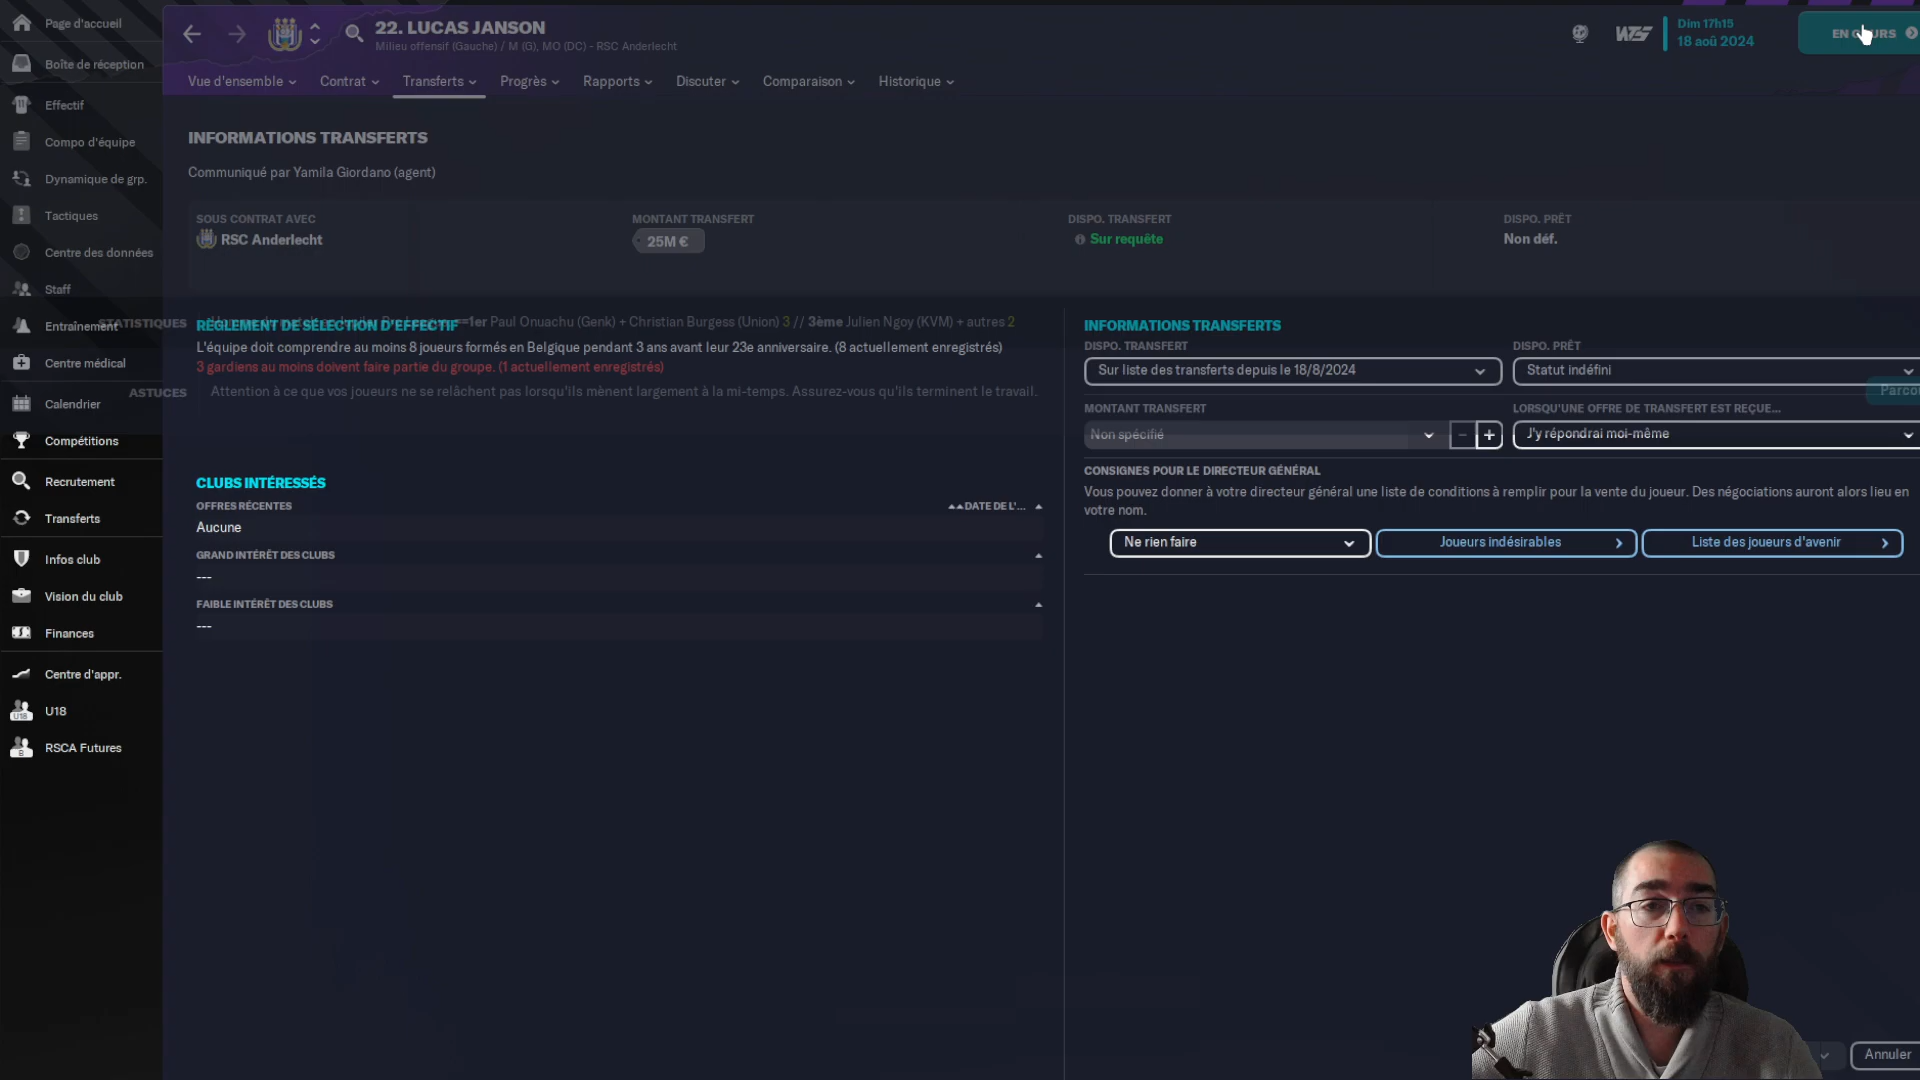 Page d'accueil
Boîte de réception
Effectif
Compo d'équipe
Dynamique de grp.
Tactiques
Centre des données
Staff
Entraînement
Centre médical
Calendrier
Compétitions
Recrutement
Transferts
Infos club
Vision du club
Finances
Centre d'appr.
U18
RSCA Futures
22. LUCAS JANSON
Milieu offensif (Gauche) / M (G), MO (DC) - RSC Anderlecht
Dim 17h15
18 aoû 2024
Vue d'ensemble
Contrat
Transferts
Progrès
Rapports
Discuter
Comparaison
Historique
INFORMATIONS TRANSFERTS
Communiqué par Yamila Giordano (agent)
SOUS CONTRAT AVEC
RSC Anderlecht
MONTANT TRANSFERT
25M €
DISPO. TRANSFERT
Sur requête
DISPO. PRÊT
Non déf.
STATISTIQUES
1er Paul Onuachu (Genk) + Christian Burgess (Union) 3 // 3ème Julien Ngoy (KVM) + autres 2
RÈGLEMENT DE SÉLECTION D'EFFECTIF
L'équipe doit comprendre au moins 8 joueurs formés en Belgique pendant 3 ans avant leur 23e anniversaire. (8 actuellement enregistrés)
3 gardiens au moins doivent faire partie du groupe. (1 actuellement enregistrés)
ASTUCES
Attention à ce que vos joueurs ne se relâchent pas lorsqu'ils mènent largement à la mi-temps. Assurez-vous qu'ils terminent le travail.
CLUBS INTÉRESSÉS
OFFRES RÉCENTES
DATE DE L'...
Aucune
GRAND INTÉRÊT DES CLUBS
---
FAIBLE INTÉRÊT DES CLUBS
---
INFORMATIONS TRANSFERTS
DISPO. TRANSFERT
Sur liste des transferts depuis le 18/8/2024
DISPO. PRÊT
Statut indéfini
MONTANT TRANSFERT
Non spécifié
LORSQU'UNE OFFRE DE TRANSFERT EST REÇUE...
J'y répondrai moi-même
CONSIGNES POUR LE DIRECTEUR GÉNÉRAL
Vous pouvez donner à votre directeur général une liste de conditions à remplir pour la vente du joueur. Des négociations auront alors lieu en
votre nom.
Ne rien faire
Joueurs indésirables
Liste des joueurs d'avenir
Annuler